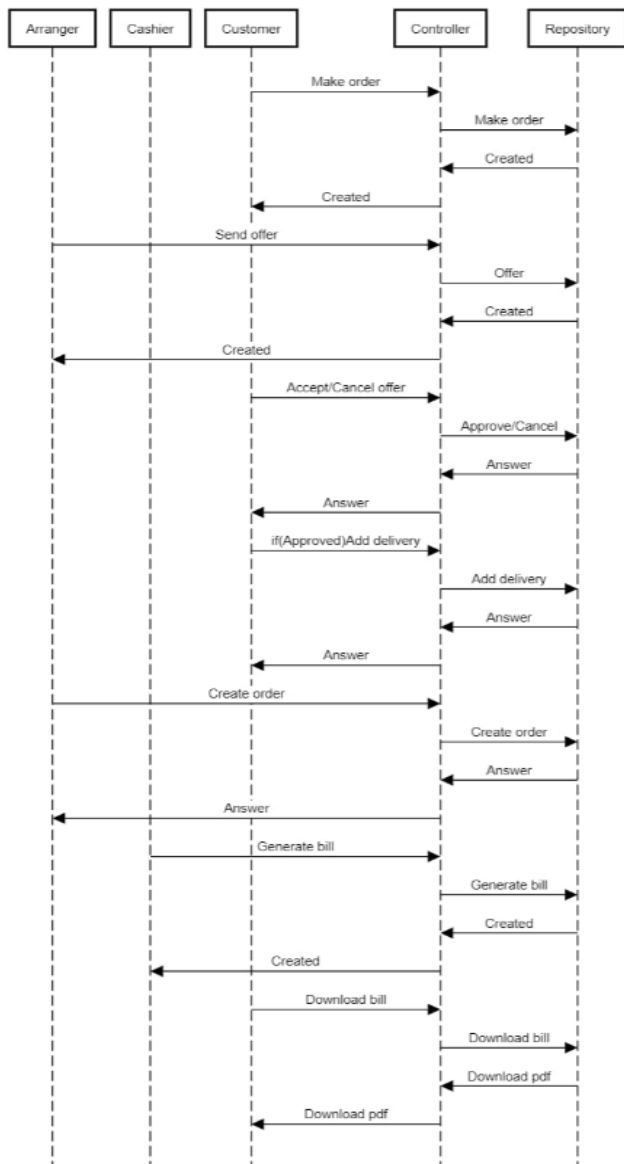 Arranger
Cashier
Customer
Controller
Repository
Make order
Make order
Created
Created
Send offer
Offer
Created
Created
Accept/Cancel offer
Approve/Cancel
Answer
Answer
if(Approved)Add delivery
Add delivery
Answer
Answer
Create order
Create order
Answer
Answer
Generate bill
Generate bill
Created
Created
Download bill
Download bill
Download pdf
Download pdf